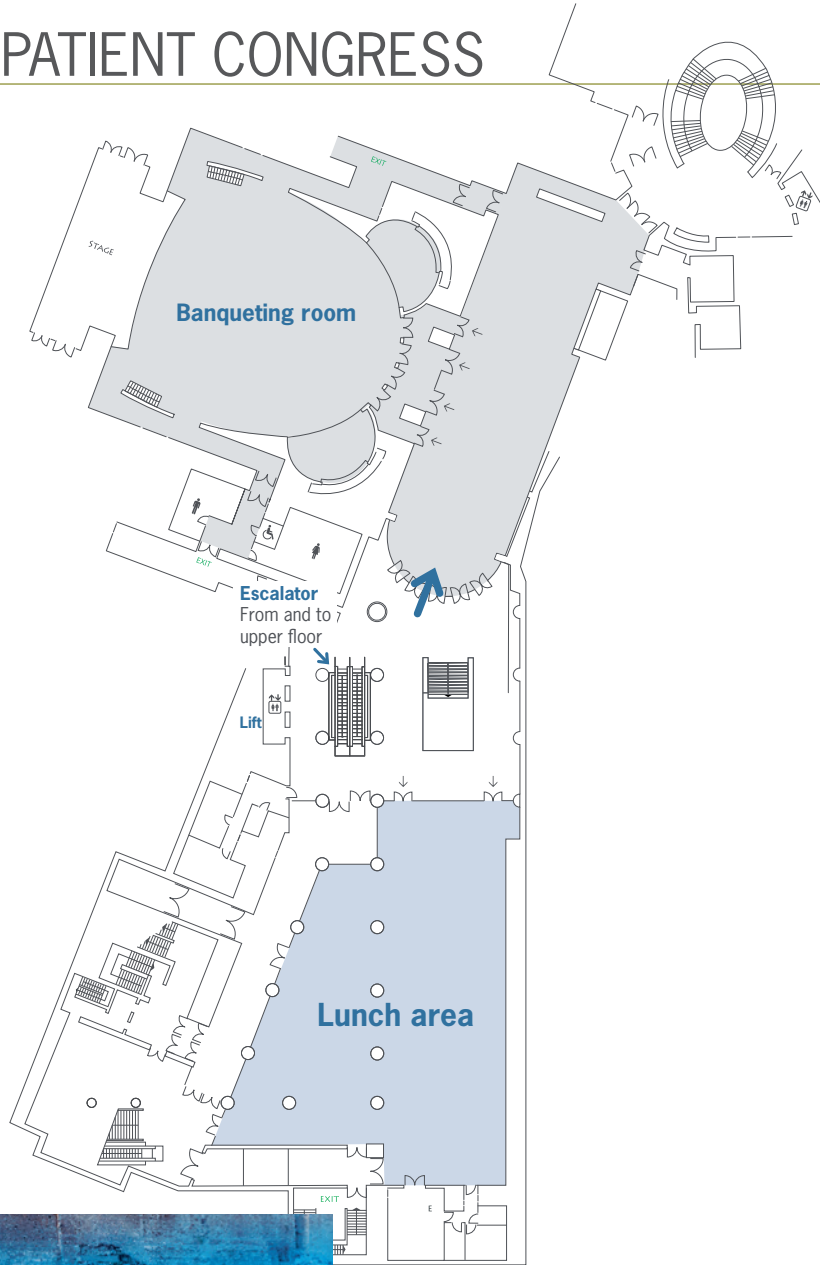 PATIENT CONGRESS
EXIT
STAGE
Banqueting room
EXIT
Escalator
From and to
upper floor
Lift
Lunch area
EXIT
E